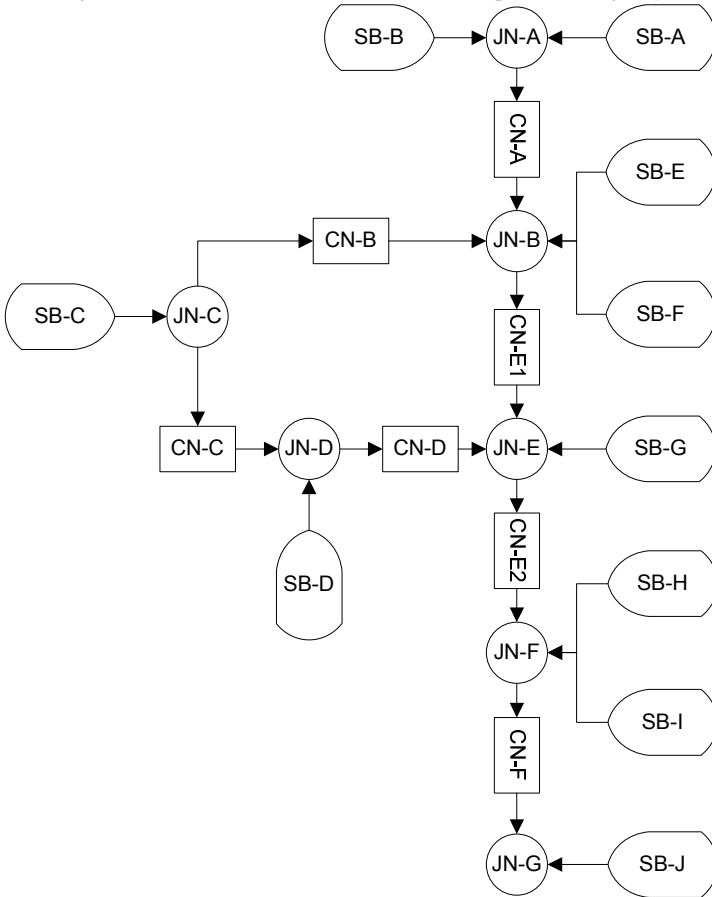 SB-B
JN-A
SB-A
CN-A
SB-E
CN-B
JN-B
SB-C
JN-C
SB-F
CN-E1
CN-C
JN-D
CN-D
JN-E
SB-G
CN-E2
SB-D
SB-H
JN-F
CN-F
SB-I
JN-G
SB-J